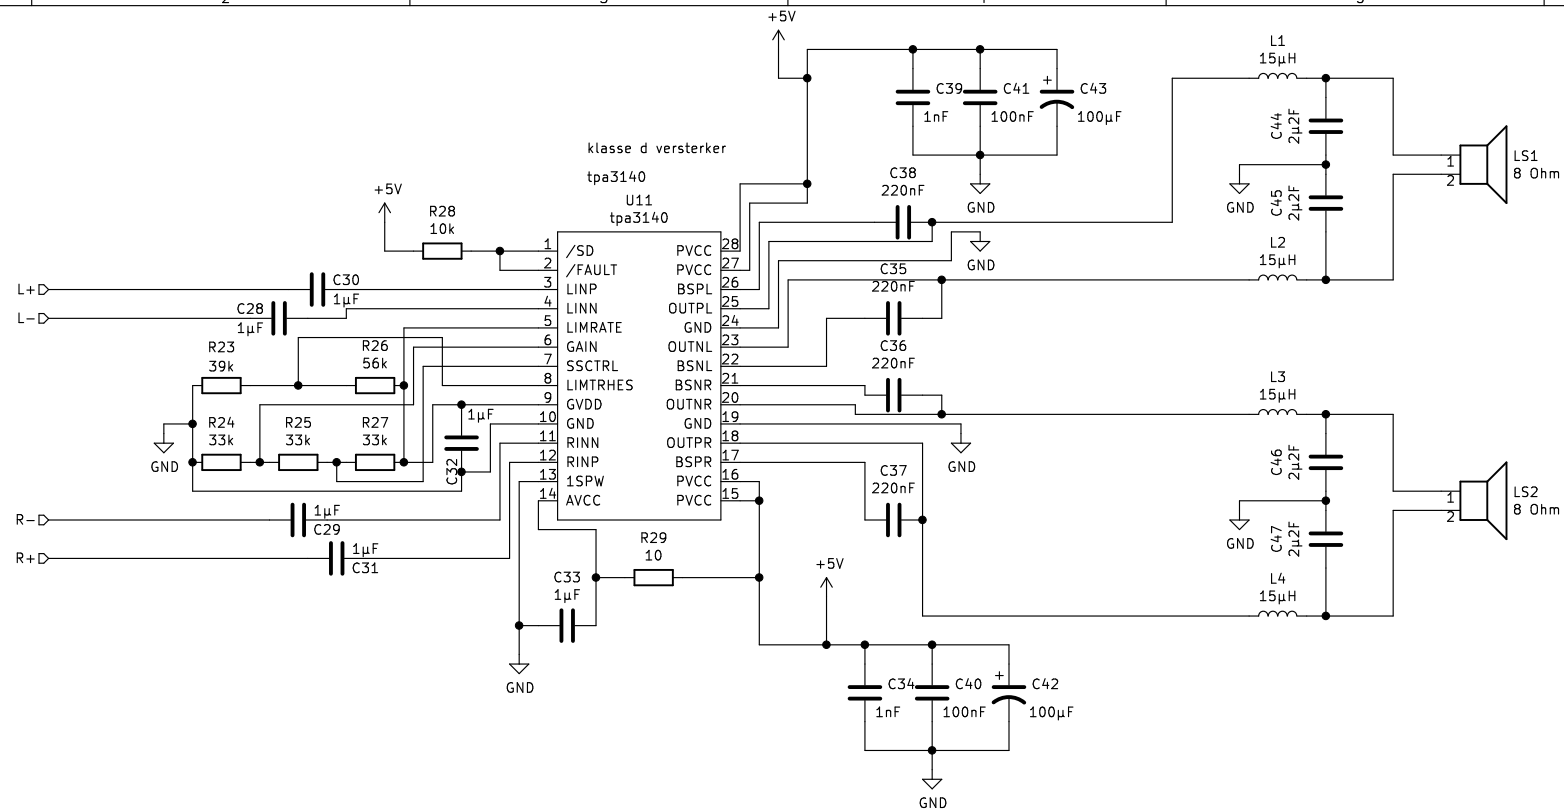 +5V
C39
1nF
C41
100nF
+
C43
100µF
GND
L1
15µH
C44
2µ2F
C45
2µ2F
GND
L2
15µH
1
2
LS1
8 Ohm
klasse d versterker
tpa3140
U11
tpa3140
C38
220nF
GND
C35
220nF
C36
220nF
+5V
R28
10k
1 /SD
2 /FAULT
3 LINP
4 LINN
5 LIMRATE
6 GAIN
7 SSCTRL
8 LIMTRHES
9 GVDD
10 GND
11 RINN
12 RINP
13 1SPW
14 AVCC
PVCC 28
PVCC 27
BSPL 26
OUTPL 25
GND 24
OUTNL 23
BSNL 22
BSNR 21
OUTNR 20
GND 19
OUTPR 18
BSPR 17
PVCC 16
PVCC 15
L+
C30
1µF
L-
C28
1µF
R23
39k
R26
56k
R24
33k
R25
33k
R27
33k
GND
1µF
C32
R-
1µF
C29
R+
1µF
C31
GND
C37
220nF
L3
15µH
C46
2µ2F
C47
2µ2F
GND
L4
15µH
1
2
LS2
8 Ohm
R29
10
C33
1µF
GND
+5V
C34
1nF
C40
100nF
+
C42
100µF
GND